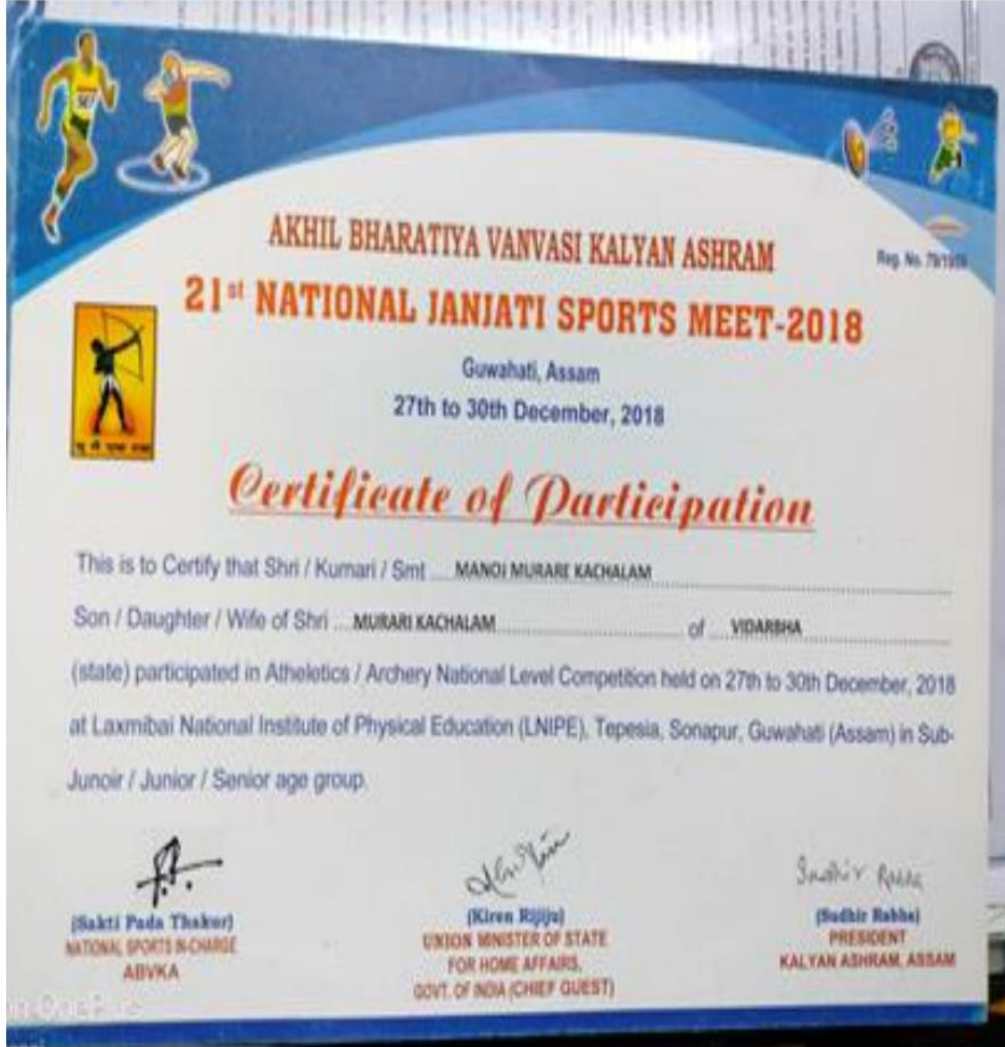 AKHIL BHARATIYA VANVASI KALYAN ASHRAM
Reg. No.
21st NATIONAL JANJATI SPORTS MEET-2018
Guwahati, Assam
27th to 30th December, 2018
Certificate of Participation
This is to Certify that Shri / Kumari / Smt MANOJ MURARE KACHALAM
Son / Daughter / Wife of Shri MURARI KACHALAM of VIDARBHA
(state) participated in Atheletics / Archery National Level Competition held on 27th to 30th December, 2018
at Laxmibai National Institute of Physical Education (LNIPE), Tepesia, Sonapur, Guwahati (Assam) in Sub-
Junoir / Junior / Senior age group.
Sudhir Rabha
(Sakti Pada Thakur)
NATIONAL SPORTS IN-CHARGE
ABVKA
(Kiren Rijiju)
UNION MINISTER OF STATE
FOR HOME AFFAIRS,
GOVT. OF INDIA (CHIEF GUEST)
(Sudhir Rabha)
PRESIDENT
KALYAN ASHRAM, ASSAM